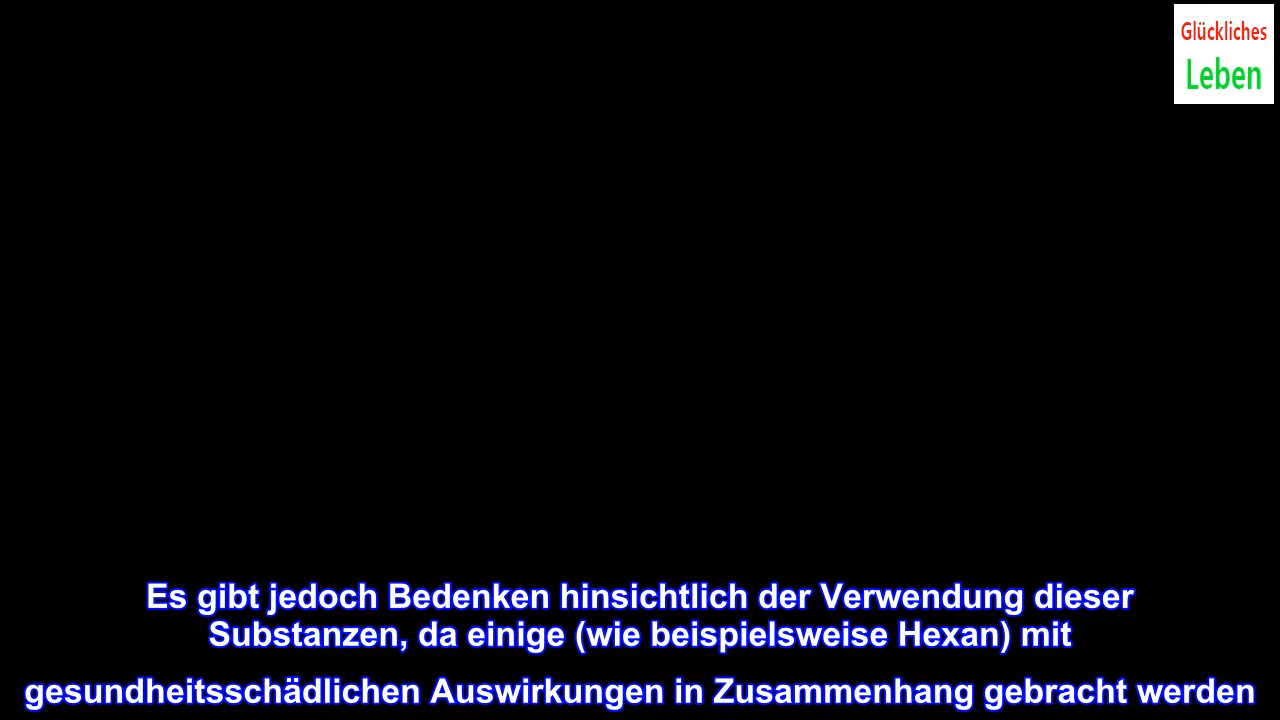 Glückliches
Leben
Es gibt jedoch Bedenken hinsichtlich der Verwendung dieser
Substanzen, da einige (wie beispielsweise Hexan) mit
gesundheitsschädlichen Auswirkungen in Zusammenhang gebracht werden